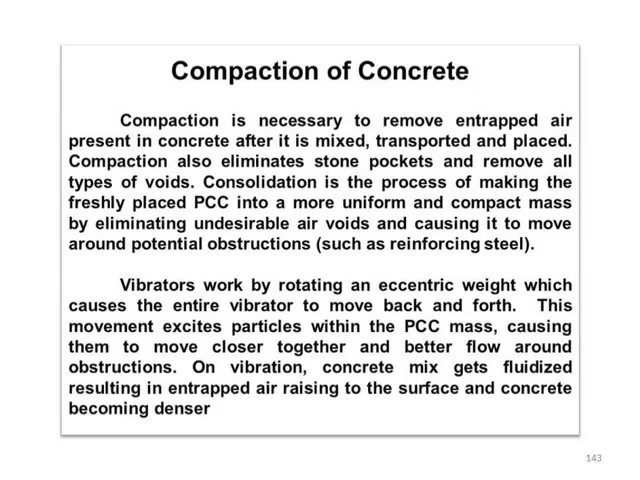 Compaction of Concrete
Compaction is necessary to remove entrapped air
present in concrete after it is mixed, transported and placed.
Compaction also eliminates stone pockets and remove all
types of voids. Consolidation is the process of making the
freshly placed PCC into a more uniform and compact mass
by eliminating undesirable air voids and causing it to move
around potential obstructions (such as reinforcing steel).
Vibrators work by rotating an eccentric weight which
causes the entire vibrator to move back and forth. This
movement excites particles within the PCC mass, causing
them to move closer together and better flow around
obstructions. On vibration, concrete mix gets fluidized
resulting in entrapped air raising to the surface and concrete
becoming denser
143